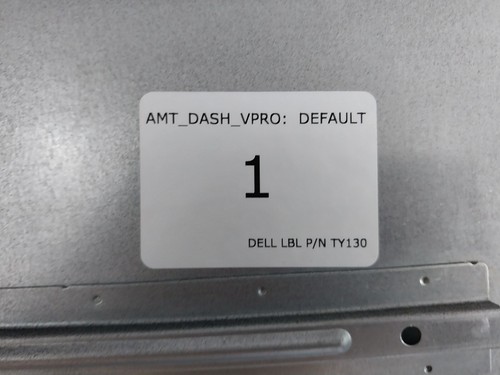 AMT_DASH_VPRO: DEFAULT
1
DELL LBL P/N TY130